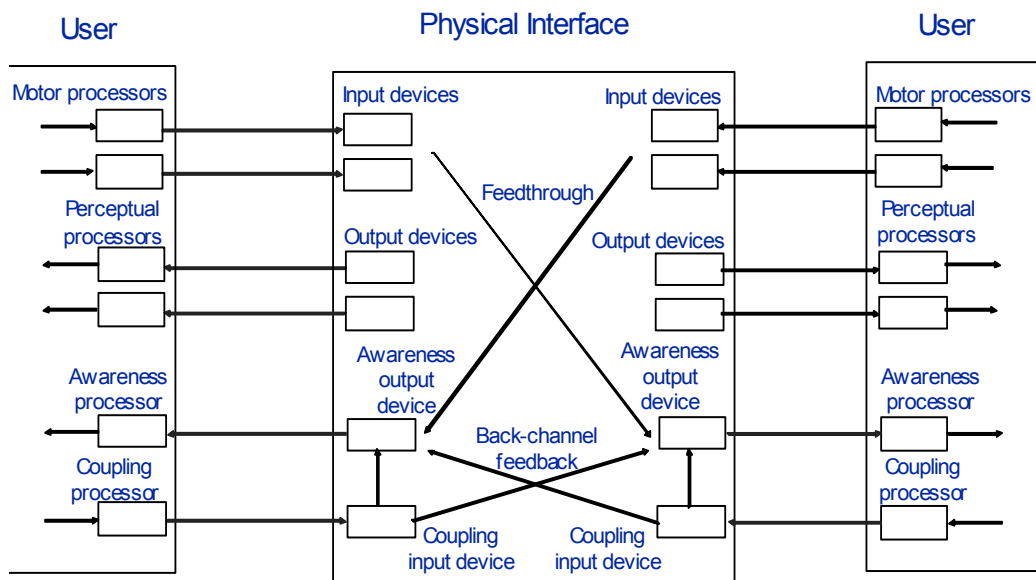 User
Physical Interface
User
Motor processors
Input devices
Input devices
Motor processors
Feedthrough
Perceptual
processors
Output devices
Output devices
Perceptual
processors
Awareness
processor
Awareness
output
device
Awareness
output
device
Awareness
processor
Back-channel
feedback
Coupling
processor
Coupling
input device
Coupling
input device
Coupling
processor